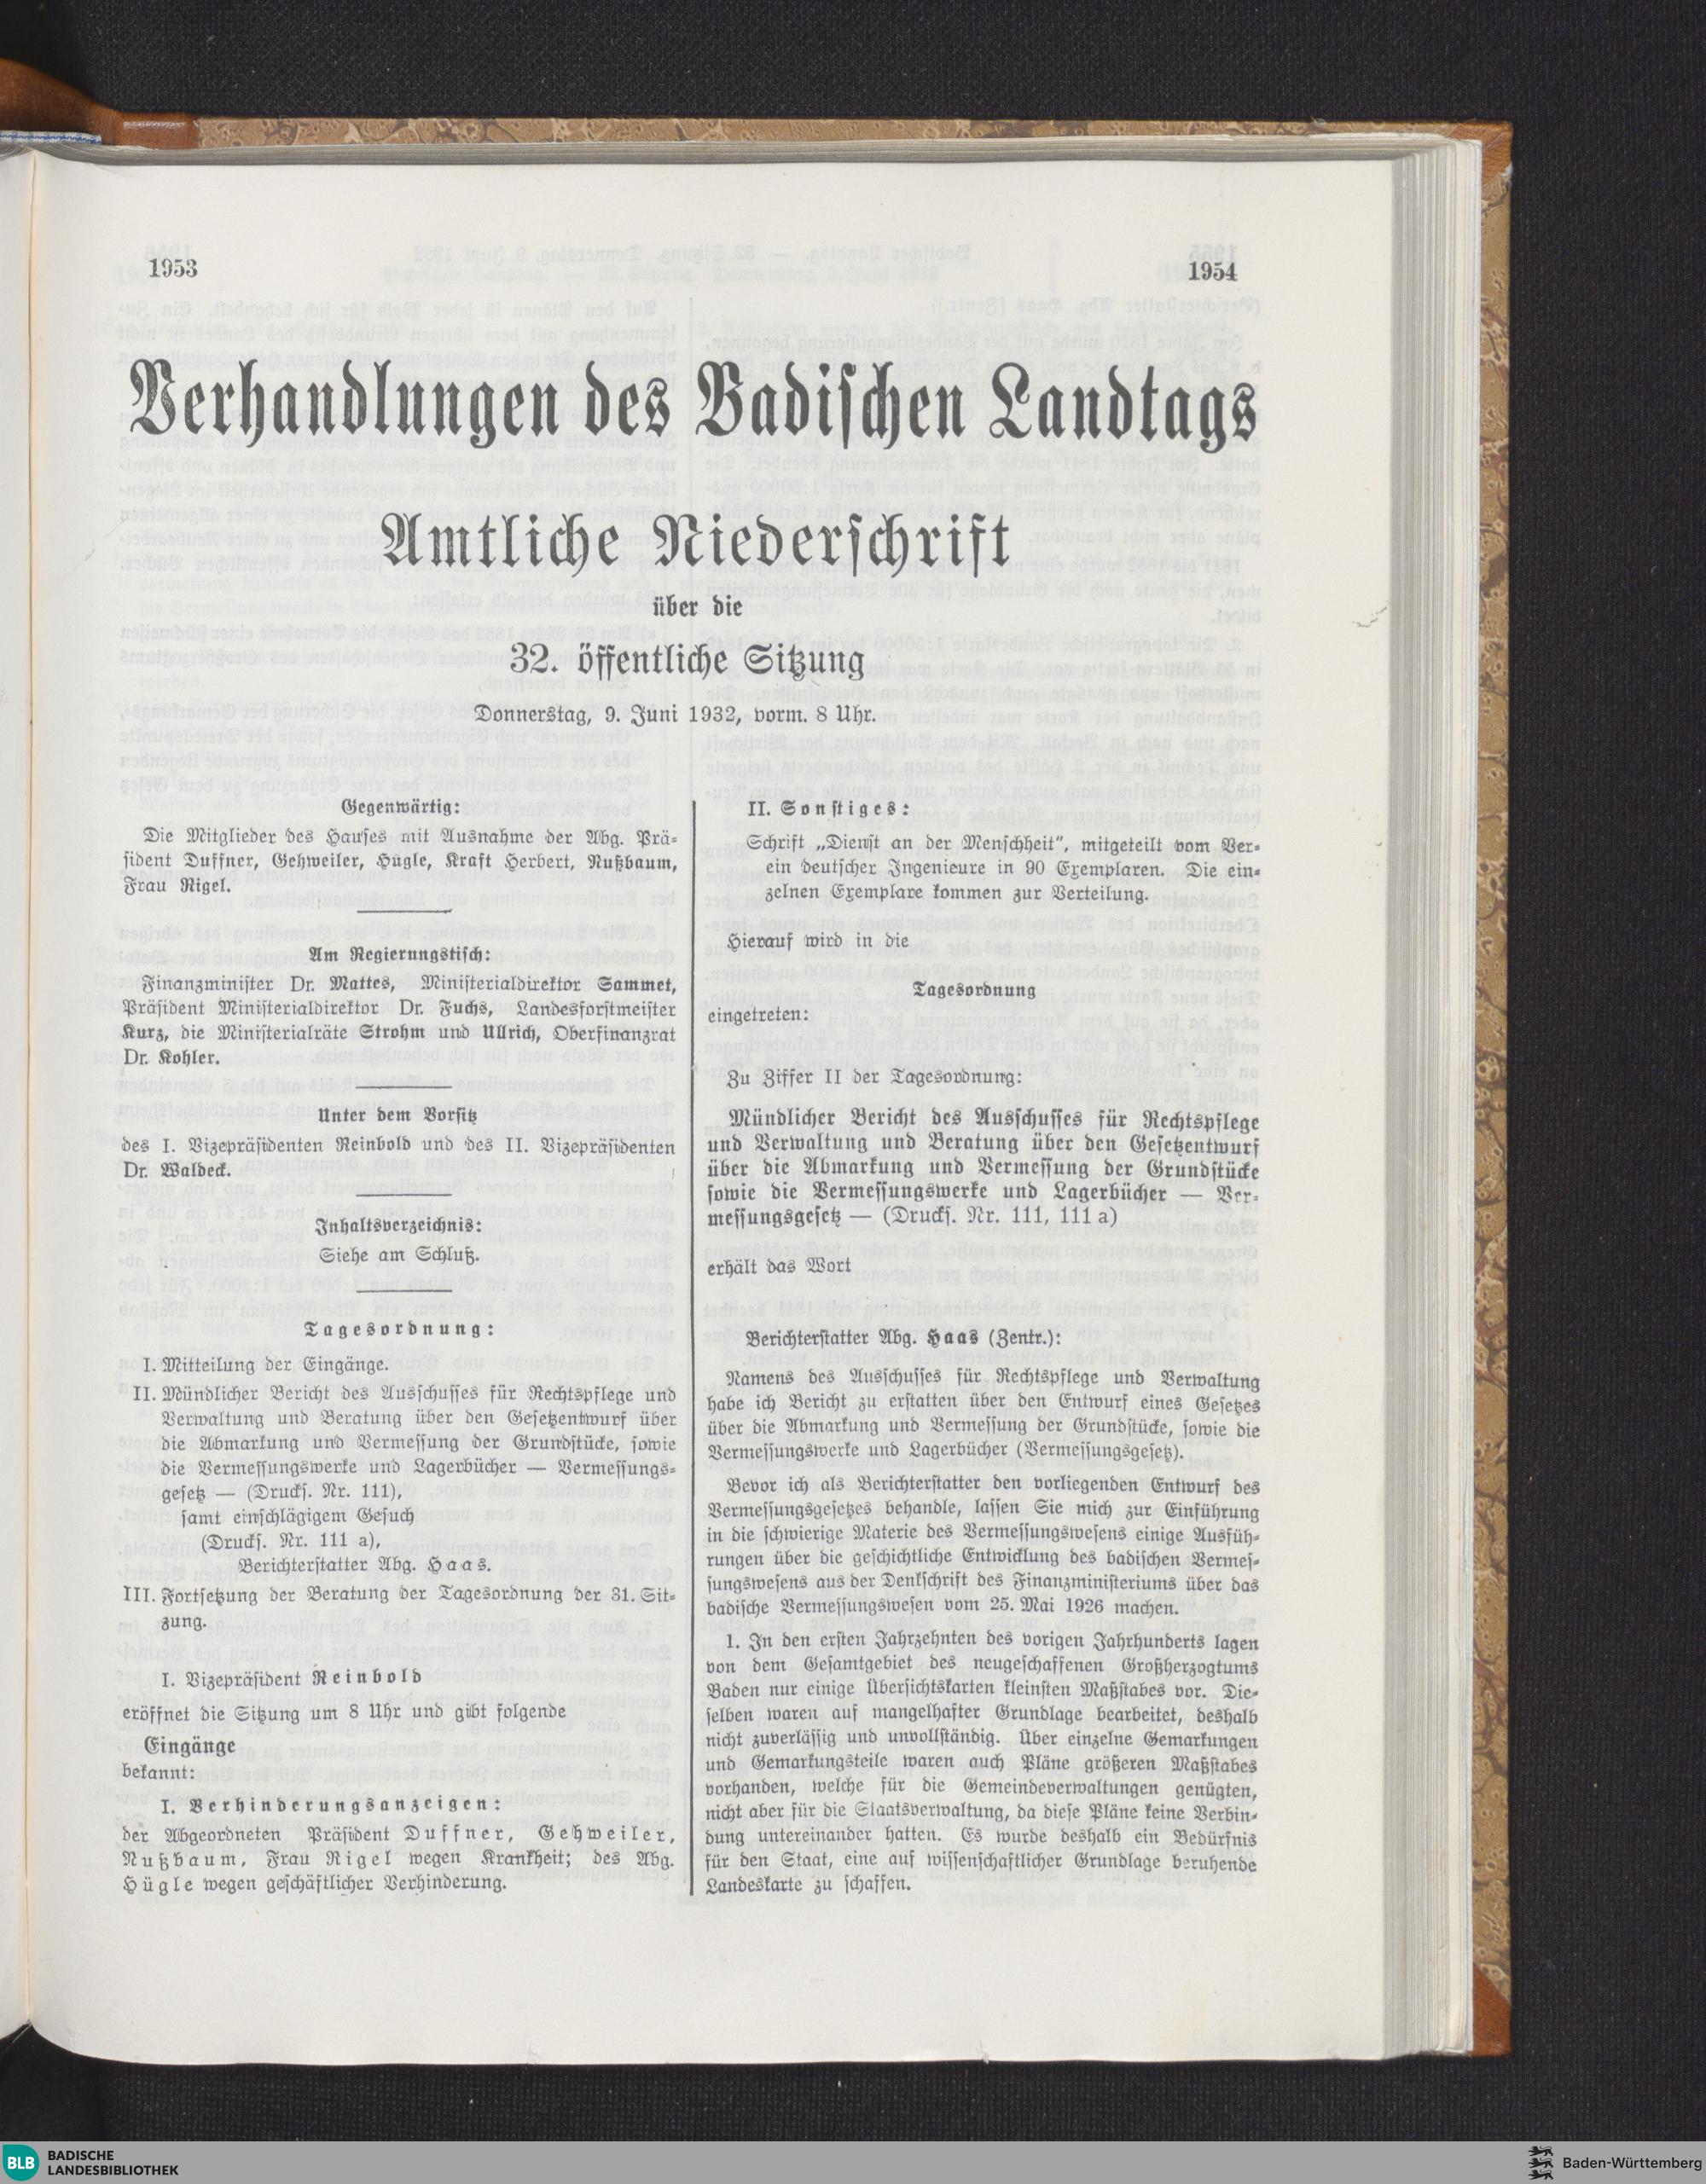 1953
1954
Verhandlungen des Badischen Landtags
Amtliche Niederschrift
über die
32. öffentliche Sitzung
Donnerstag, 9. Juni 1932, vorm. 8 Uhr.
Gegenwärtig:
Die Mitglieder des Hauses mit Ausnahme der Abg. Prä-
sident Duffner, Gehweiler, Hügle, Kraft Herbert, Nußbaum,
Frau Rigel.
Am Regierungstisch:
Finanzminister Dr. Mattes, Ministerialdirektor Sammet,
Präsident Ministerialdirektor Dr. Fuchs, Landesforstmeister
Kurz, die Ministerialräte Strohm und Ullrich, Oberfinanzrat
Dr. Kohler.
Unter dem Vorsitz
des I. Vizepräsidenten Reinbold und des II. Vizepräsidenten
Dr. Waldeck.
Inhaltsverzeichnis:
Siehe am Schluß.
Tagesordnung:
I. Mitteilung der Eingänge.
II. Mündlicher Bericht des Ausschusses für Rechtspflege und
Verwaltung und Beratung über den Gesetzentwurf über
die Abmarkung und Vermessung der Grundstücke, sowie
die Vermessungswerke und Lagerbücher — Vermessungs-
gesetz — (Drucks. Nr. 111),
samt einschlägigem Gesuch
(Drucks. Nr. 111 a),
Berichterstatter Abg. Haas.
III. Fortsetzung der Beratung der Tagesordnung der 31. Sit-
zung.
I. Vizepräsident Reinbold
eröffnet die Sitzung um 8 Uhr und gibt folgende
Eingänge
bekannt:
I. Verhinderungsanzeigen:
der Abgeordneten Präsident Duffner, Gehweiler,
Nußbaum, Frau Rigel wegen Krankheit; des Abg.
Hügle wegen geschäftlicher Verhinderung.
II. Sonstiges:
Schrift „Dienst an der Menschheit“, mitgeteilt vom Ver-
ein deutscher Ingenieure in 90 Exemplaren. Die ein-
zelnen Exemplare kommen zur Verteilung.
Hierauf wird in die
Tagesordnung
eingetreten:
Zu Ziffer II der Tagesordnung:
Mündlicher Bericht des Ausschusses für Rechtspflege
und Verwaltung und Beratung über den Gesetzentwurf
über die Abmarkung und Vermessung der Grundstücke
sowie die Vermessungswerke und Lagerbücher — Ver-
messungsgesetz — (Drucks. Nr. 111, 111 a)
erhält das Wort
Berichterstatter Abg. Haas (Zentr.):
Namens des Ausschusses für Rechtspflege und Verwaltung
habe ich Bericht zu erstatten über den Entwurf eines Gesetzes
über die Abmarkung und Vermessung der Grundstücke, sowie die
Vermessungswerke und Lagerbücher (Vermessungsgesetz).
Bevor ich als Berichterstatter den vorliegenden Entwurf des
Vermessungsgesetzes behandle, lassen Sie mich zur Einführung
in die schwierige Materie des Vermessungswesens einige Ausfüh-
rungen über die geschichtliche Entwicklung des badischen Vermes-
sungswesens aus der Denkschrift des Finanzministeriums über das
badische Vermessungswesen vom 25. Mai 1926 machen.
1. In den ersten Jahrzehnten des vorigen Jahrhunderts lagen
von dem Gesamtgebiet des neugeschaffenen Großherzogtums
Baden nur einige Übersichtskarten kleinsten Maßstabes vor. Die-
selben waren auf mangelhafter Grundlage bearbeitet, deshalb
nicht zuverlässig und unvollständig. Über einzelne Gemarkungen
und Gemarkungsteile waren auch Pläne größeren Maßstabes
vorhanden, welche für die Gemeindeverwaltungen genügten,
nicht aber für die Staatsverwaltung, da diese Pläne keine Verbin-
dung untereinander hatten. Es wurde deshalb ein Bedürfnis
für den Staat, eine auf wissenschaftlicher Grundlage beruhende
Landeskarte zu schaffen.
BLB BADISCHE
LANDESBIBLIOTHEK
Baden-Württemberg